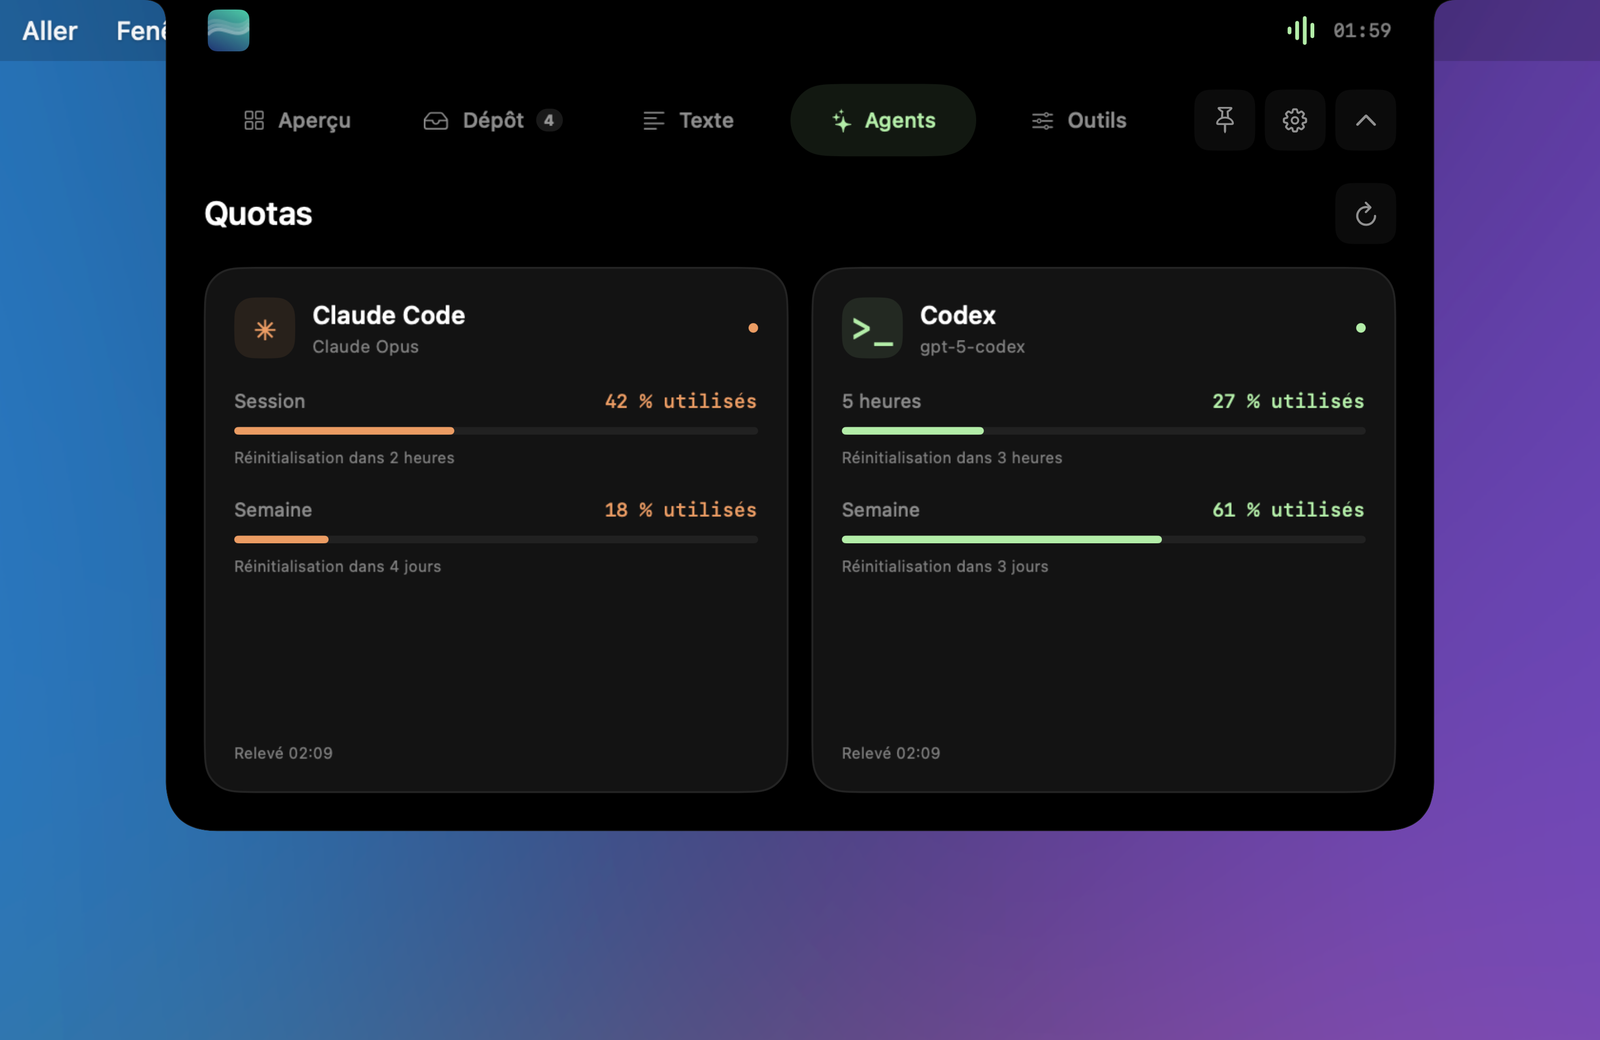 Aller Fenê
01:59
Aperçu Dépôt 4 Texte Agents Outils
Quotas
Claude Code
Claude Opus
Session 42 % utilisés
Réinitialisation dans 2 heures
Semaine 18 % utilisés
Réinitialisation dans 4 jours
Relevé 02:09
>_
Codex
gpt-5-codex
5 heures 27 % utilisés
Réinitialisation dans 3 heures
Semaine 61 % utilisés
Réinitialisation dans 3 jours
Relevé 02:09